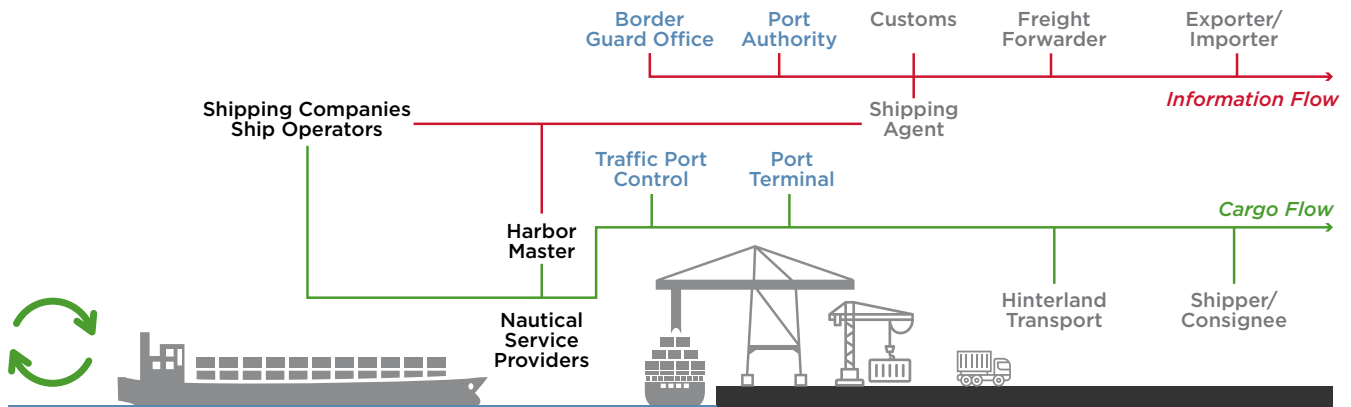 Border
Guard Office
Port
Authority
Customs
Freight
Forwarder
Exporter/
Importer
Information Flow
Shipping Companies
Ship Operators
Shipping
Agent
Traffic Port
Control
Port
Terminal
Cargo Flow
Harbor
Master
Hinterland
Transport
Shipper/
Consignee
Nautical
Service
Providers